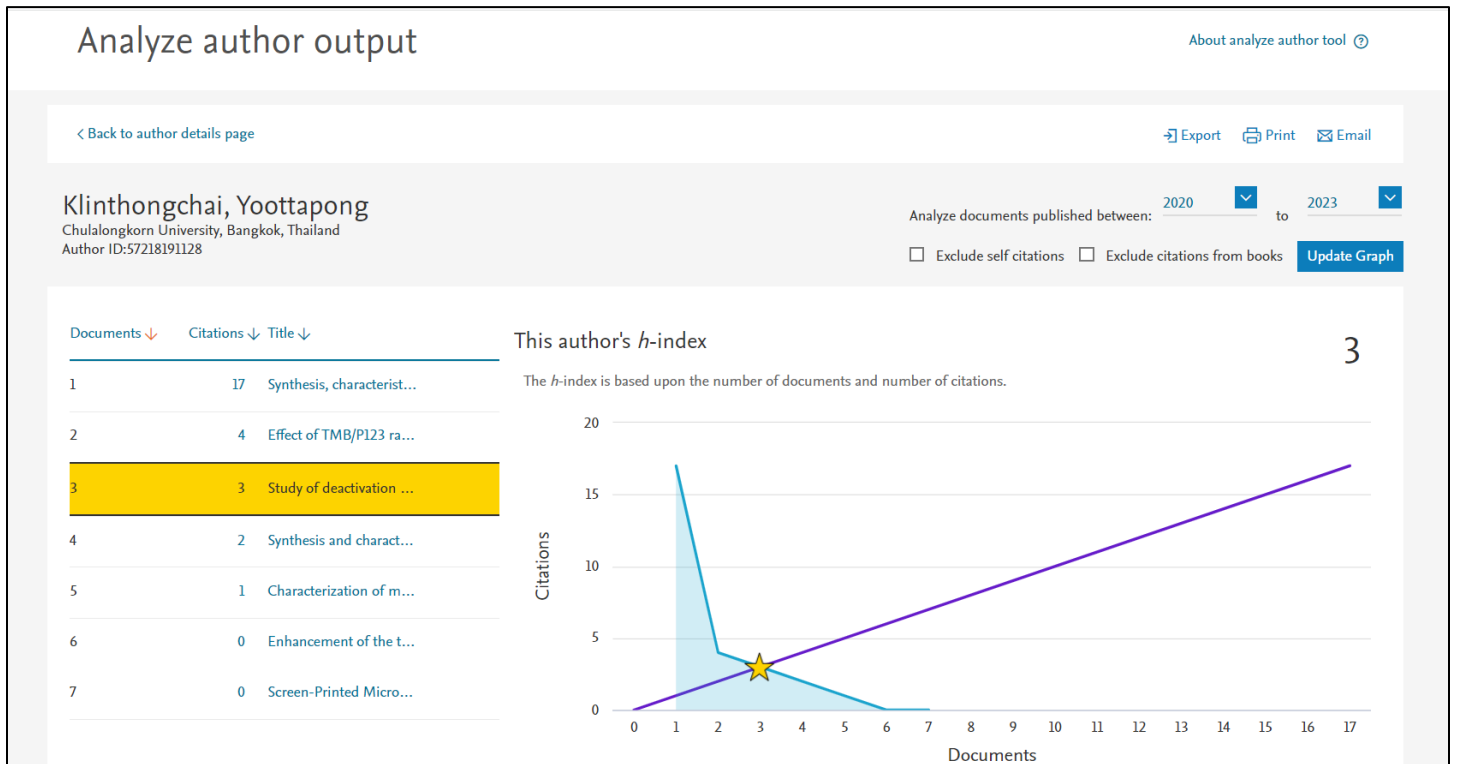 Analyze author output
About analyze author tool ?
< Back to author details page
Export Print Email
Klinthongchai, Yoottapong
Chulalongkorn University, Bangkok, Thailand
Author ID:57218191128
Analyze documents published between: 2020 to 2023
Exclude self citations Exclude citations from books Update Graph
Documents Citations Title
1 17 Synthesis, characterist...
2 4 Effect of TMB/P123 ra...
3 3 Study of deactivation ...
4 2 Synthesis and charact...
5 1 Characterization of m...
6 0 Enhancement of the t...
7 0 Screen-Printed Micro...
This author's h-index
3
The h-index is based upon the number of documents and number of citations.
Citations
20
15
10
5
0
0 1 2 3 4 5 6 7 8 9 10 11 12 13 14 15 16 17
Documents